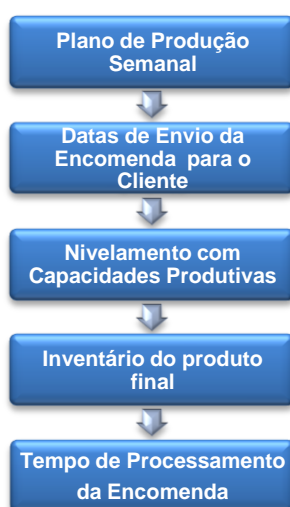 Plano de Produção
Semanal
Datas de Envio da
Encomenda para o
Cliente
Nivelamento com
Capacidades Produtivas
Inventário do produto
final
Tempo de Processamento
da Encomenda